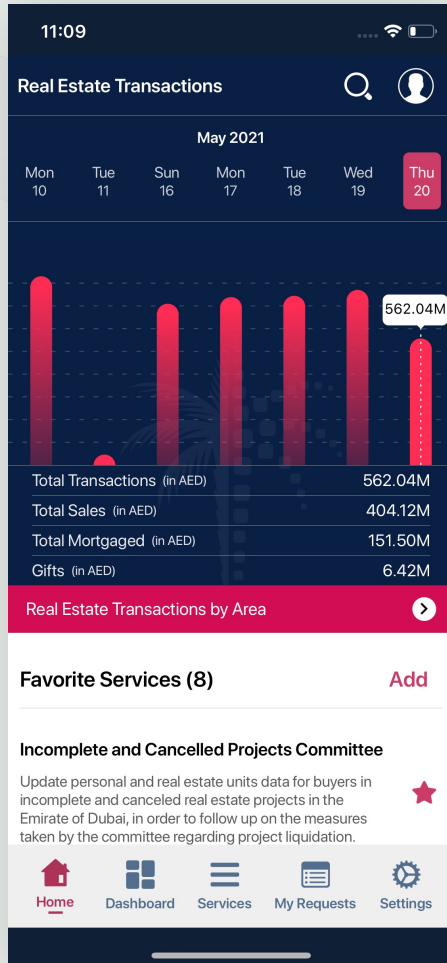 11:09
Real Estate Transactions
May 2021
Mon Tue Sun Mon Tue Wed Thu
10 11 16 17 18 19 20
562.04M
Total Transactions (in AED) 562.04M
Total Sales (in AED) 404.12M
Total Mortgaged (in AED) 151.50M
Gifts (in AED) 6.42M
Real Estate Transactions by Area
Favorite Services (8) Add
Incomplete and Cancelled Projects Committee
Update personal and real estate units data for buyers in
incomplete and canceled real estate projects in the
Emirate of Dubai, in order to follow up on the measures
taken by the committee regarding project liquidation.
Home Dashboard Services My Requests Settings